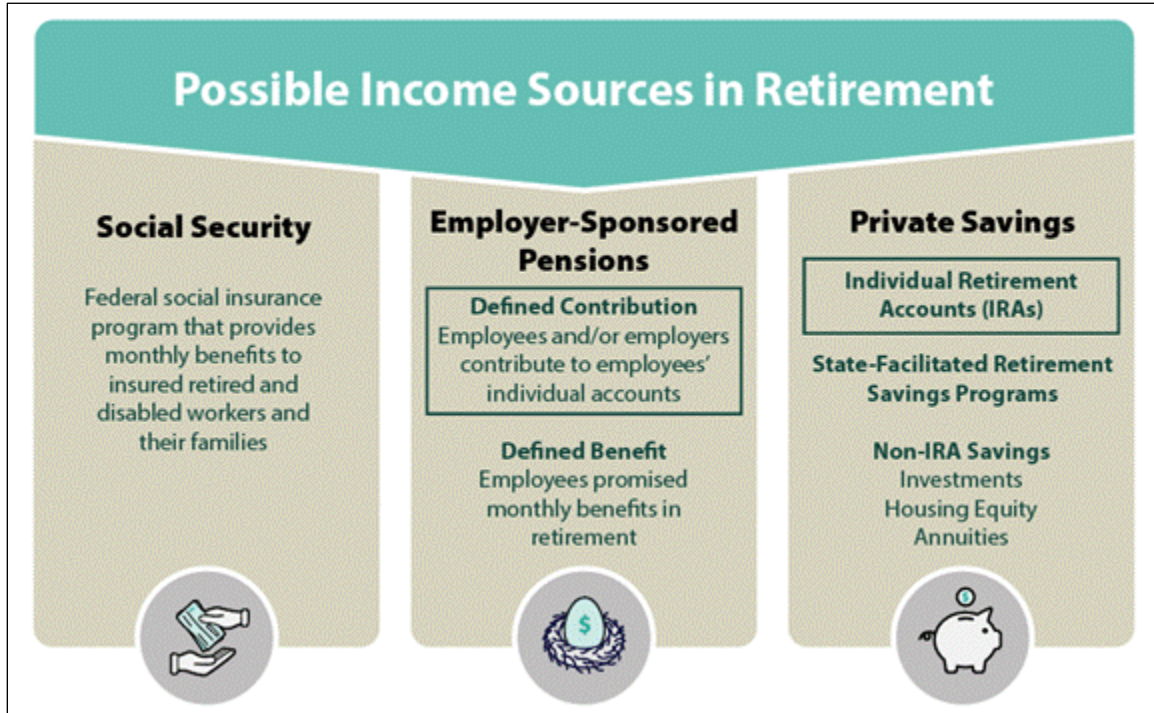 Possible Income Sources in Retirement
Social Security
Federal social insurance
program that provides
monthly benefits to
insured retired and
disabled workers and
their families
Employer-Sponsored
Pensions
Defined Contribution
Employees and/or employers
contribute to employees’
individual accounts
Defined Benefit
Employees promised
monthly benefits in
retirement
$
Private Savings
Individual Retirement
Accounts (IRAs)
State-Facilitated Retirement
Savings Programs
Non-IRA Savings
Investments
Housing Equity
Annuities
$